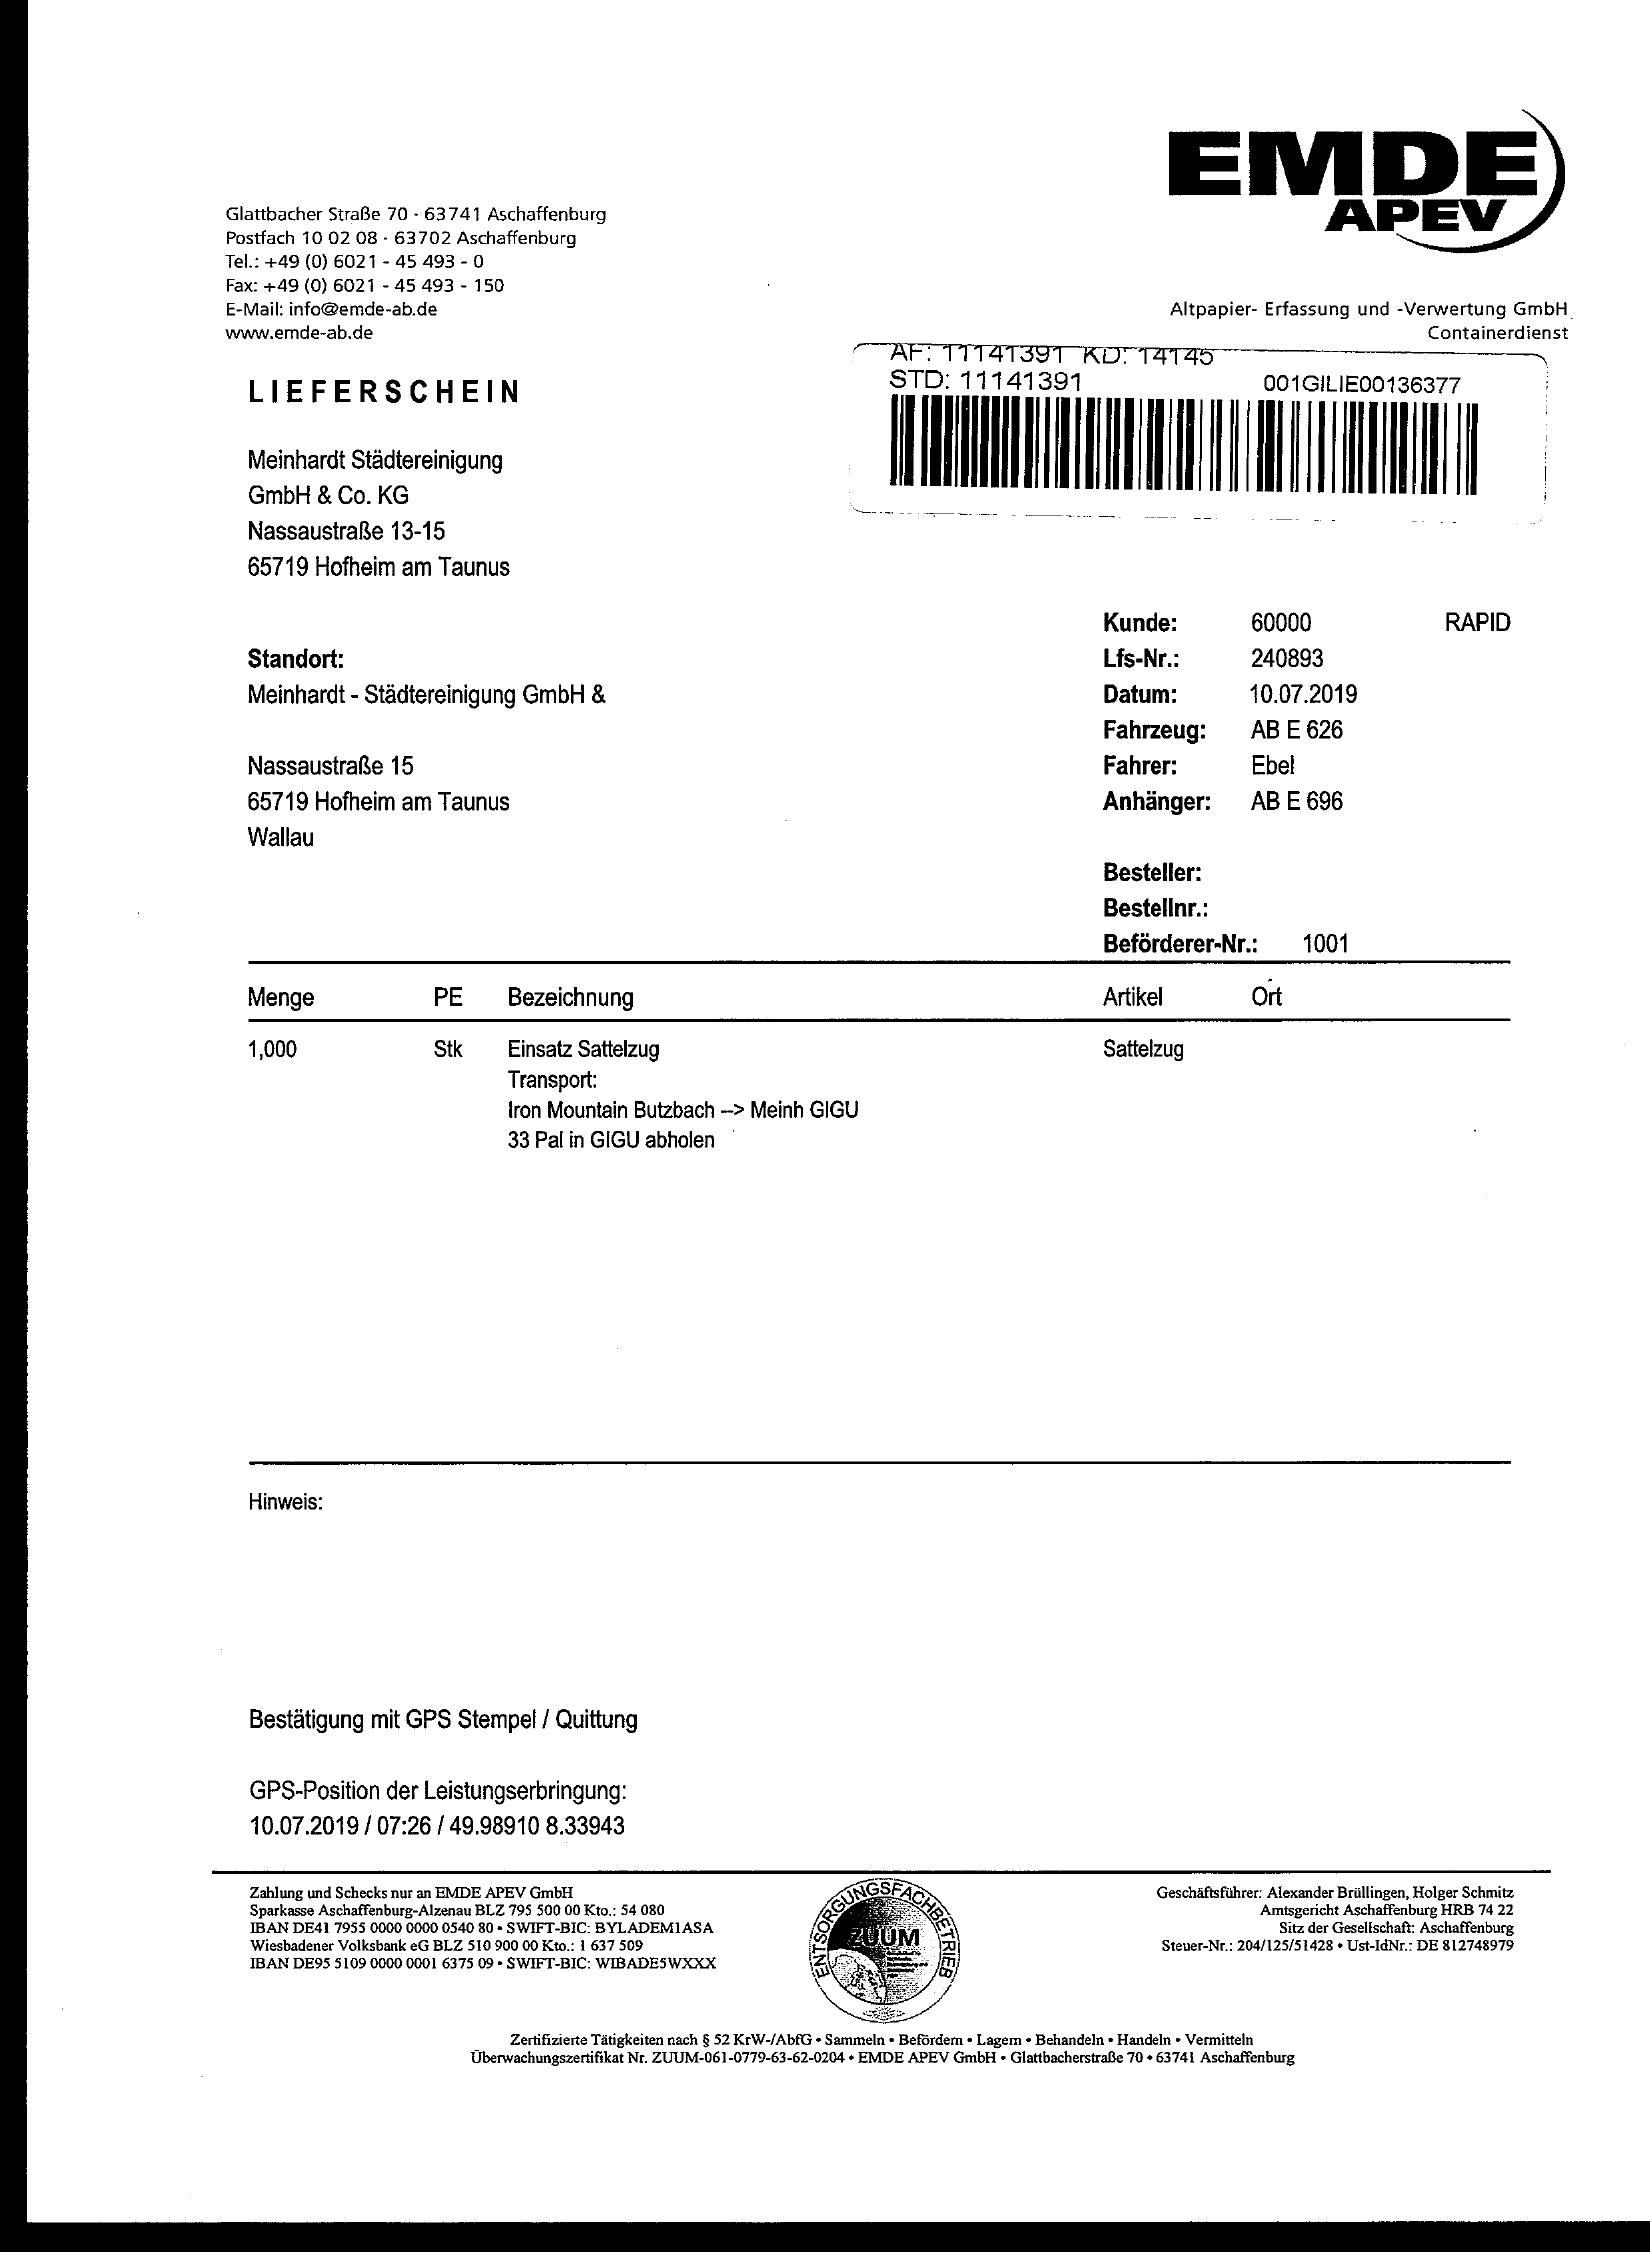 EMDE
APEV
Glattbacher Straße 70 - 63741 Aschaffenburg
Postfach 10 02 08 - 63702 Aschaffenburg
Tel.: +49 (0) 6021 - 45 493 - 0
Fax: +49 (0) 6021 - 45 493 - 150
E-Mail: info@emde-ab.de
www.emde-ab.de
Altpapier- Erfassung und -Verwertung GmbH
Containerdienst
AF: 11141391 KD: 14145
STD: 11141391 001GILIE00136377
LIEFERSCHEIN
Meinhardt Städtereinigung
GmbH & Co. KG
Nassaustraße 13-15
65719 Hofheim am Taunus
Kunde: 60000 RAPID
Standort:
Lfs-Nr.: 240893
Meinhardt - Städtereinigung GmbH &
Datum: 10.07.2019
Fahrzeug: AB E 626
Nassaustraße 15
Fahrer: Ebel
65719 Hofheim am Taunus
Anhänger: AB E 696
Wallau
Besteller:
Bestellnr.:
Beförderer-Nr.: 1001
Menge PE Bezeichnung Artikel Ort
1,000 Stk Einsatz Sattelzug Sattelzug
Transport:
Iron Mountain Butzbach --> Meinh GIGU
33 Pal in GIGU abholen
Hinweis:
Bestätigung mit GPS Stempel / Quittung
GPS-Position der Leistungserbringung:
10.07.2019 / 07:26 / 49.98910 8.33943
Zahlung und Schecks nur an EMDE APEV GmbH
Sparkasse Aschaffenburg-Alzenau BLZ 795 500 00 Kto.: 54 080
IBAN DE41 7955 0000 0000 0540 80 • SWIFT-BIC: BYLADEM1ASA
Wiesbadener Volksbank eG BLZ 510 900 00 Kto.: 1 637 509
IBAN DE95 5109 0000 0001 6375 09 • SWIFT-BIC: WIBADE5WXXX
ENTSORGUNGSFACHBETRIEB
ZUUM
Geschäftsführer: Alexander Brüllingen, Holger Schmitz
Amtsgericht Aschaffenburg HRB 74 22
Sitz der Gesellschaft: Aschaffenburg
Steuer-Nr.: 204/125/51428 • Ust-IdNr.: DE 812748979
Zertifizierte Tätigkeiten nach § 52 KrW-/AbfG • Sammeln • Befördern • Lagern • Behandeln • Handeln • Vermitteln
Überwachungszertifikat Nr. ZUUM-061-0779-63-62-0204 • EMDE APEV GmbH • Glattbacherstraße 70 • 63741 Aschaffenburg